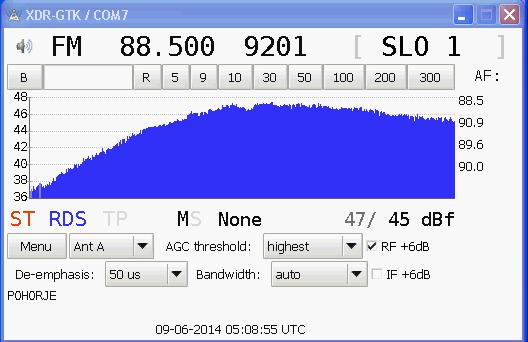 XDR-GTK / COM7
FM 88.500 9201 [ SLO 1 ]
B R 5 9 10 30 50 100 200 300 AF:
48
46
44
42
40
38
36
88.5
90.9
89.6
90.0
ST RDS TP MS None 47/ 45 dBf
Menu Ant A AGC threshold: highest RF +6dB
De-emphasis: 50 us Bandwidth: auto IF +6dB
POHORJE
09-06-2014 05:08:55 UTC